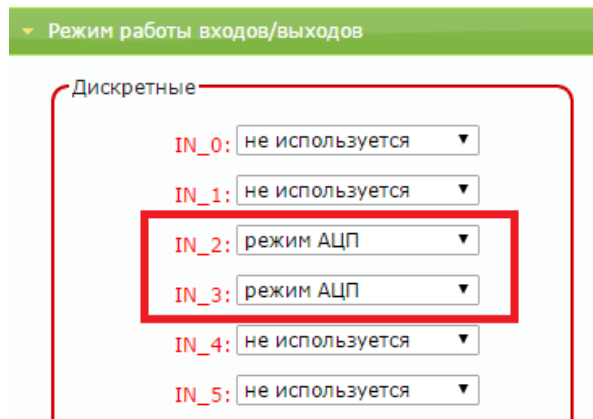 Режим работы входов/выходов
Дискретные
IN_0: не используется
IN_1: не используется
IN_2: режим АЦП
IN_3: режим АЦП
IN_4: не используется
IN_5: не используется